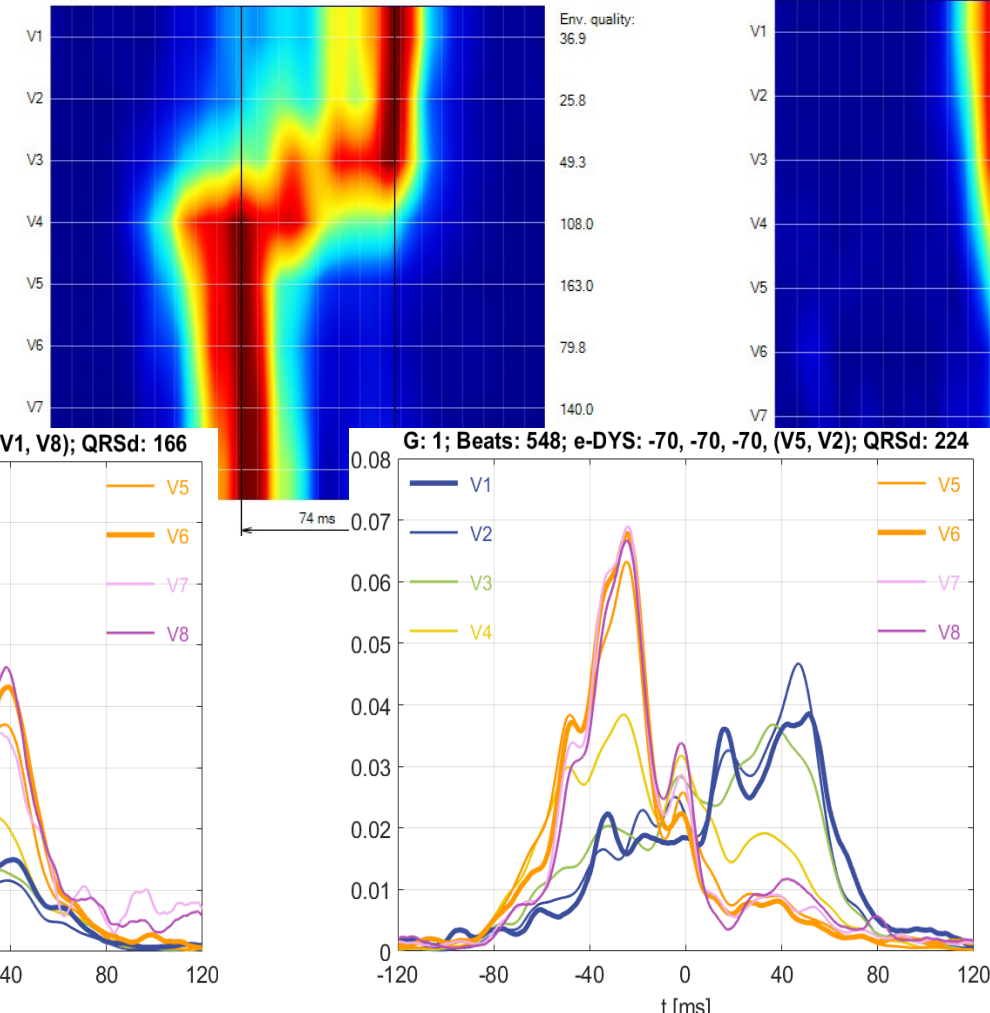 Env. quality:
V1
36.9
V1
V2
25.8
V2
V3
49.3
V3
V4
108.0
V4
V5
163.0
V5
V6
79.8
V6
V7
140.0
V7
74 ms
V1, V8); QRSd: 166
V5
V6
V7
V8
40
80
120
G: 1; Beats: 548; e-DYS: -70, -70, -70, (V5, V2); QRSd: 224
0.08
0.07
0.06
0.05
0.04
0.03
0.02
0.01
0
V1
V2
V3
V4
V5
V6
V7
V8
-120
-80
-40
0
40
80
120
t [ms]